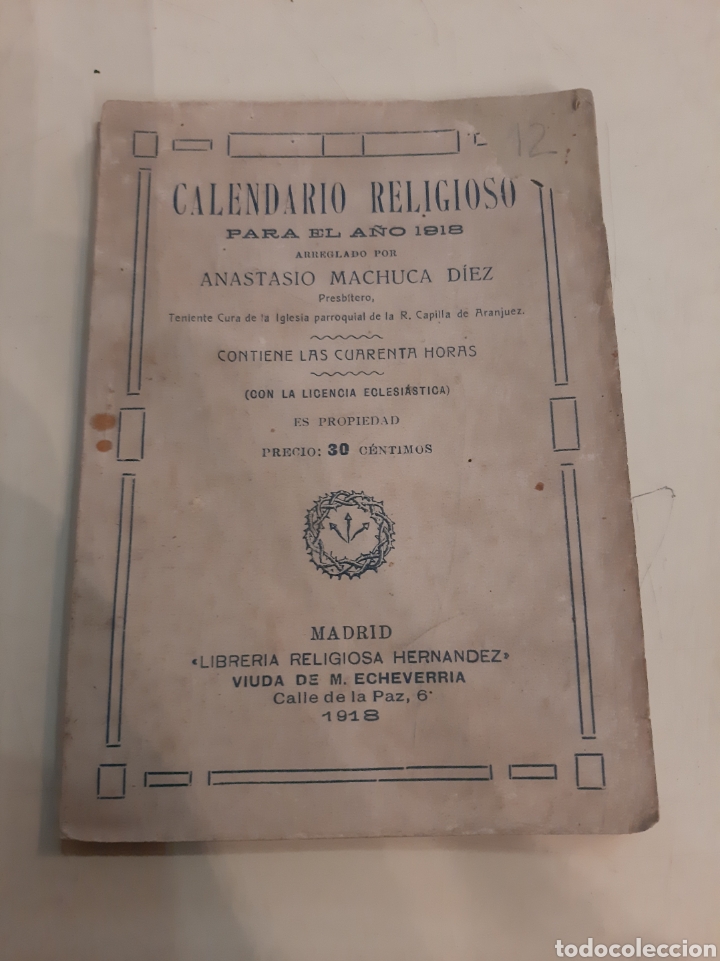 12
CALENDARIO RELIGIOSO
PARA EL AÑO 1918
ARREGLADO POR
ANASTASIO MACHUCA DÍEZ
Presbítero,
Teniente Cura de la Iglesia parroquial de la R. Capilla de Aranjuez.
CONTIENE LAS CUARENTA HORAS
(CON LA LICENCIA ECLESIÁSTICA)
ES PROPIEDAD
PRECIO: 30 CÉNTIMOS
MADRID
«LIBRERIA RELIGIOSA HERNANDEZ»
VIUDA DE M. ECHEVERRIA
Calle de la Paz, 6
1918
todocoleccion